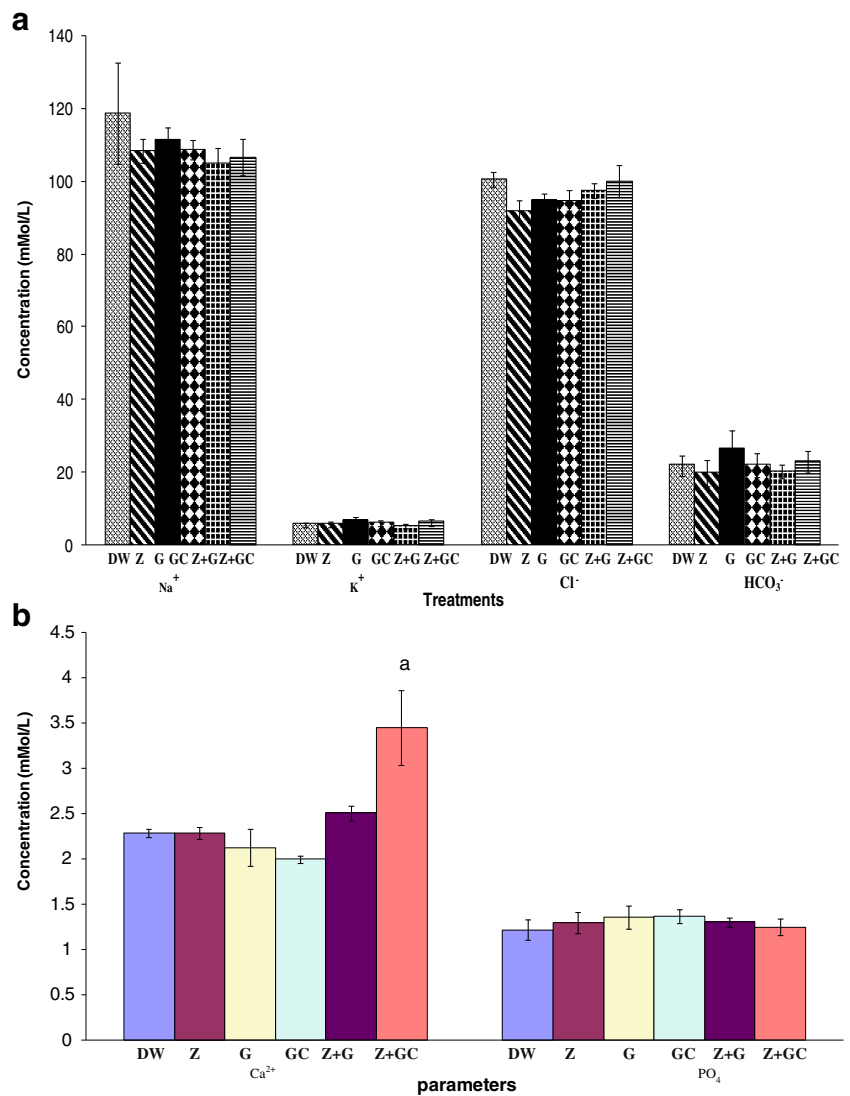 a
Concentration (mMol/L)
140
120
100
80
60
40
20
0
DW Z G GC Z+G Z+GC DW Z G GC Z+G Z+GC DW Z G GC Z+G Z+GC DW Z G GC Z+G Z+GC
Na⁺ K⁺ Cl⁻ HCO₃⁻
Treatments
b
Concentration (mMol/L)
4.5
4
3.5
3
2.5
2
1.5
1
0.5
0
a
DW Z G GC Z+G Z+GC DW Z G GC Z+G Z+GC
Ca²⁺ PO₄
parameters